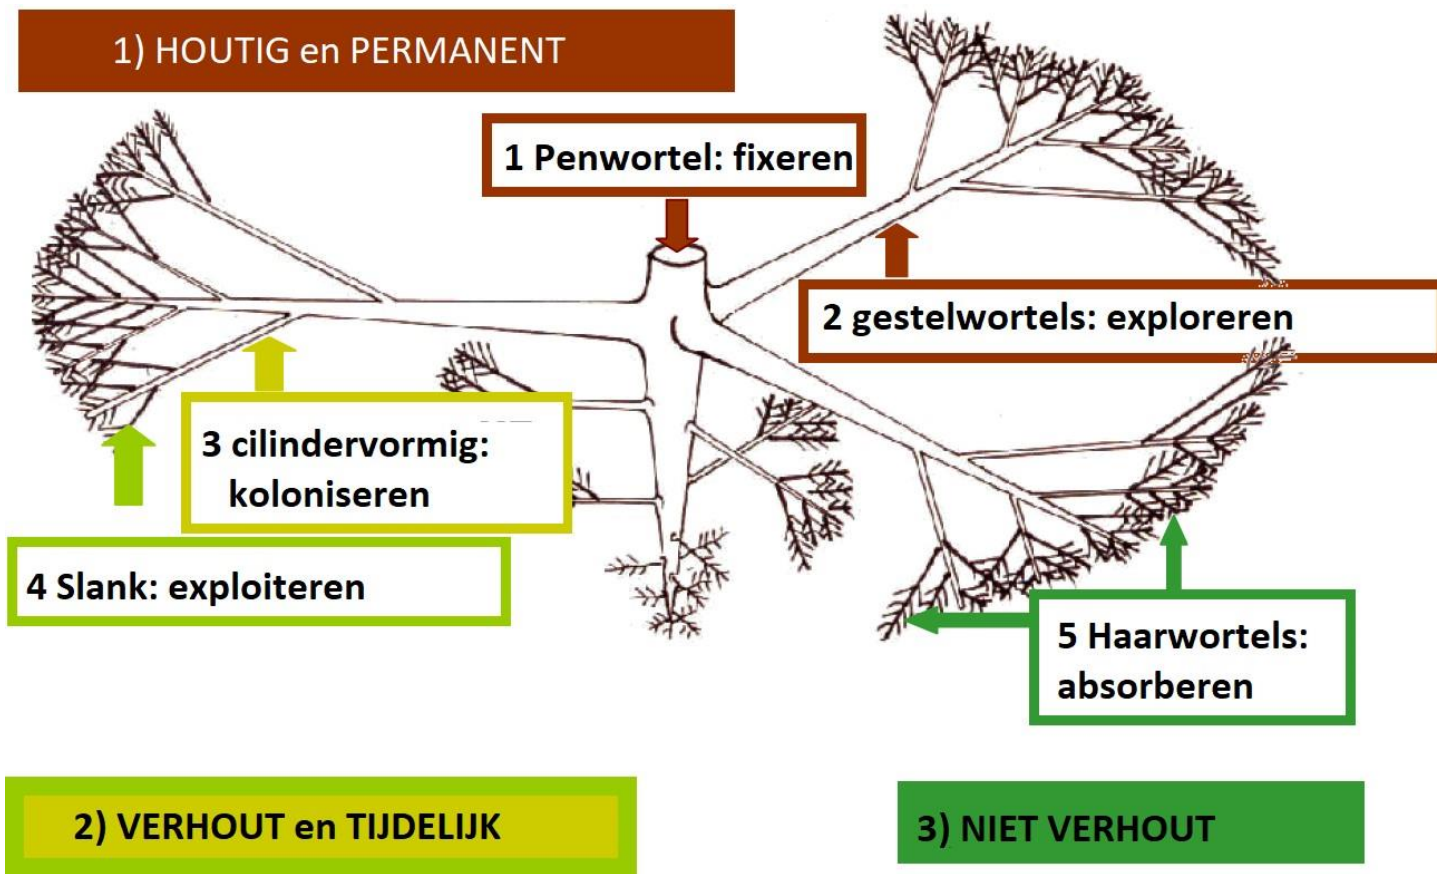 1) HOUTIG en PERMANENT
1 Penwortel: fixeren
2 gestelwortels: exploreren
3 cilindervormig:
koloniseren
4 Slank: exploiteren
5 Haarwortels:
absorberen
2) VERHOUT en TIJDELIJK
3) NIET VERHOUT